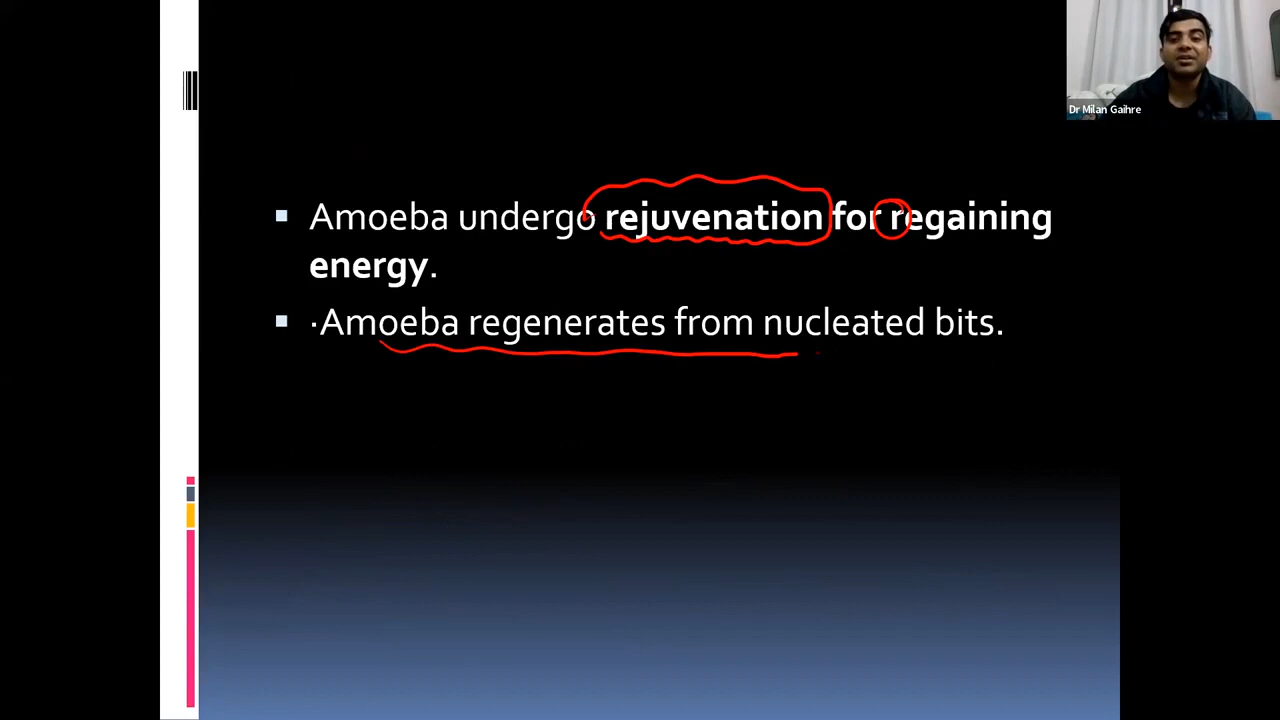 Dr Milan Gaihre
▪ Amoeba undergo rejuvenation for regaining
energy.
▪ ·Amoeba regenerates from nucleated bits.